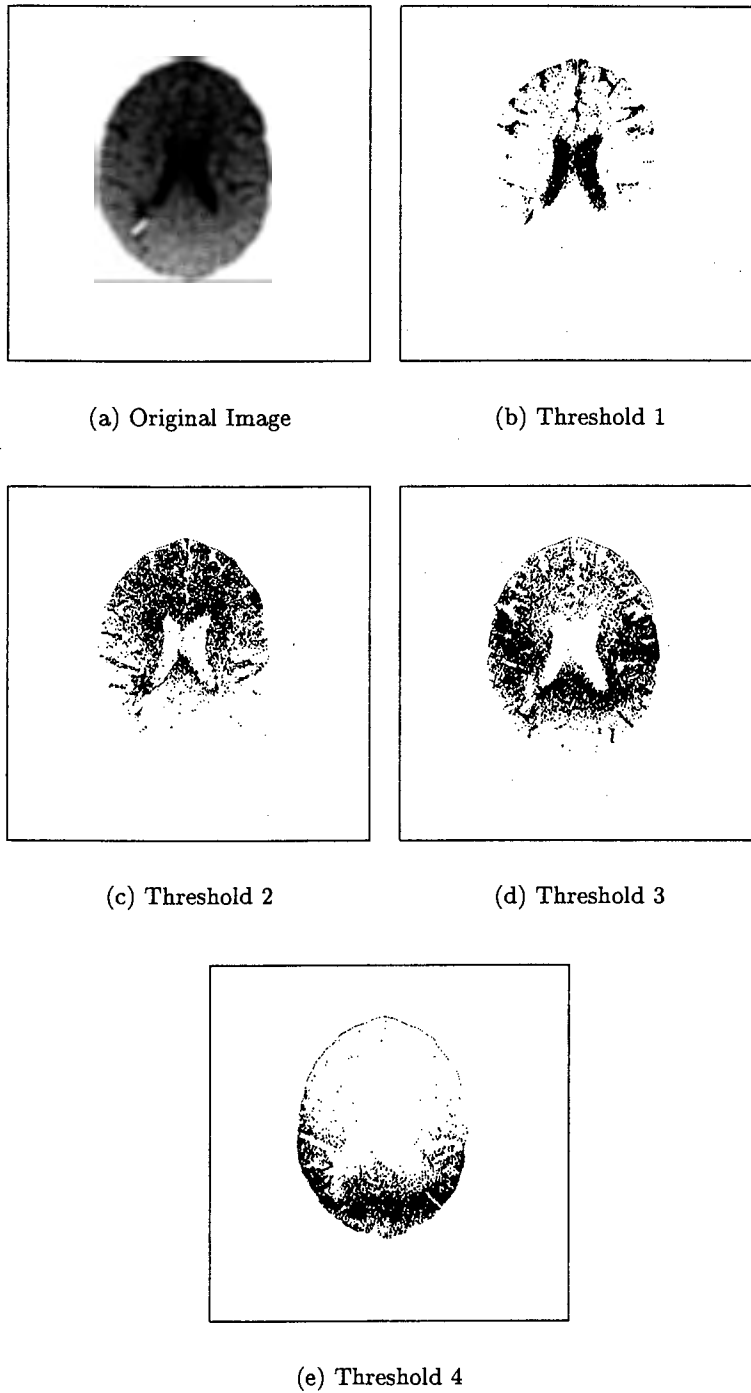 (a) Original Image
(b) Threshold 1
(c) Threshold 2
(d) Threshold 3
(e) Threshold 4